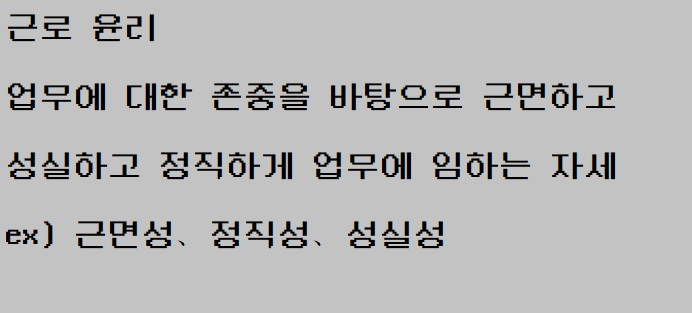 근로 윤리
업무에 대한 존중을 바탕으로 근면하고
성실하고 정직하게 업무에 임하는 자세
ex) 근면성、정직성、성실성